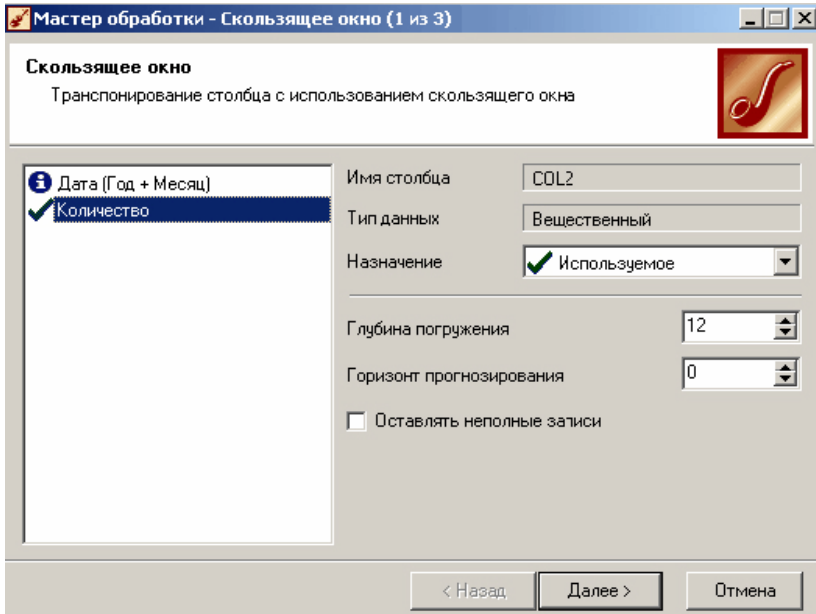 Мастер обработки - Скользящее окно (1 из 3)
Скользящее окно
Транспонирование столбца с использованием скользящего окна
Дата (Год + Месяц)
Количество
Имя столбца
COL2
Тип данных
Вещественный
Назначение
Используемое
Глубина погружения
12
Горизонт прогнозирования
0
Оставлять неполные записи
< Назад
Далее >
Отмена